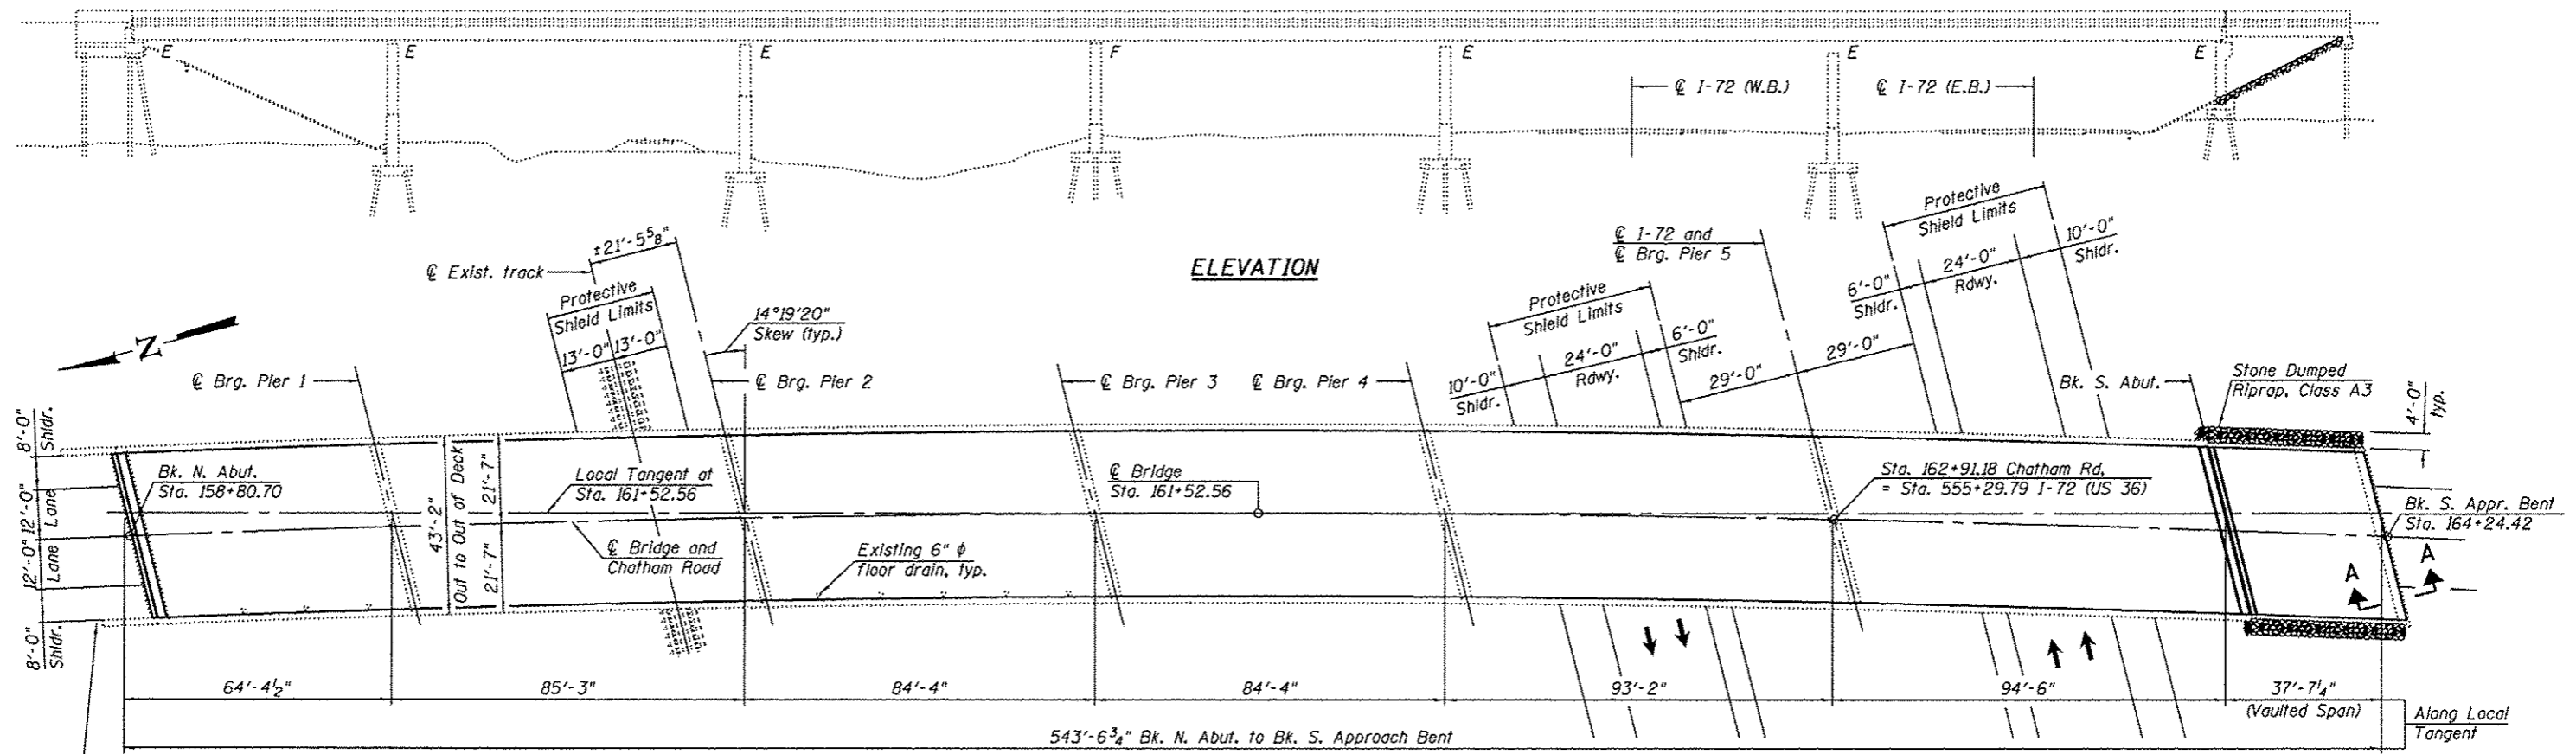 E
E
E
F
E
E
E
℄ I-72 (W.B.)
℄ I-72 (E.B.)
ELEVATION
±21'-5 5/8"
℄ Exist. track
Protective
Shield Limits
13'-0"
13'-0"
14°19'20"
Skew (typ.)
℄ I-72 and
℄ Brg. Pier 5
Protective
Shield Limits
10'-0"
Shldr.
24'-0"
Rdwy.
6'-0"
Shldr.
29'-0"
29'-0"
Protective
Shield Limits
6'-0"
Shldr.
24'-0"
Rdwy.
10'-0"
Shldr.
N
℄ Brg. Pier 1
℄ Brg. Pier 2
℄ Brg. Pier 3
℄ Brg. Pier 4
Bk. S. Abut.
Stone Dumped
Riprap, Class A3
4'-0"
typ.
8'-0"
Shldr.
12'-0"
Lane
12'-0"
Lane
8'-0"
Shldr.
Bk. N. Abut.
Sta. 158+80.70
43'-2"
Out to Out of Deck
21'-7"
21'-7"
Local Tangent at
Sta. 161+52.56
℄ Bridge and
Chatham Road
Existing 6" ϕ
floor drain, typ.
℄ Bridge
Sta. 161+52.56
Sta. 162+91.18 Chatham Rd.
= Sta. 555+29.79 I-72 (US 36)
Bk. S. Appr. Bent
Sta. 164+24.42
A
A
64'-4 1/2"
85'-3"
84'-4"
84'-4"
93'-2"
94'-6"
37'-7 1/4"
(Vaulted Span)
Along Local
Tangent
543'-6 3/4" Bk. N. Abut. to Bk. S. Approach Bent